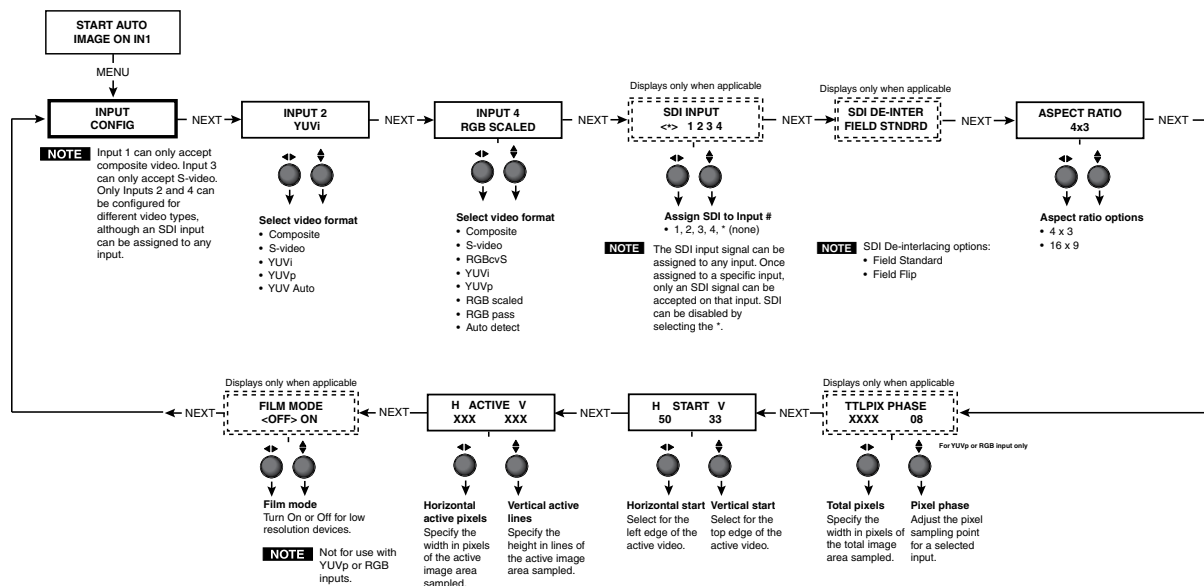 START AUTO
IMAGE ON IN1
MENU
INPUT
CONFIG
NEXT
INPUT 2
YUVi
NEXT
INPUT 4
RGB SCALED
NEXT
Displays only when applicable
SDI INPUT
<*> 1 2 3 4
NEXT
Displays only when applicable
SDI DE-INTER
FIELD STNDRD
NEXT
ASPECT RATIO
4x3
NEXT
NOTE Input 1 can only accept
composite video. Input 3
can only accept S-video.
Only Inputs 2 and 4 can
be configured for
different video types,
although an SDI input
can be assigned to any
input.
Select video format
• Composite
• S-video
• YUVi
• YUVp
• YUV Auto
Select video format
• Composite
• S-video
• RGBcvS
• YUVi
• YUVp
• RGB scaled
• RGB pass
• Auto detect
Assign SDI to Input #
• 1, 2, 3, 4, * (none)
NOTE The SDI input signal can be
assigned to any input. Once
assigned to a specific input,
only an SDI signal can be
accepted on that input. SDI
can be disabled by
selecting the *.
NOTE SDI De-interlacing options:
• Field Standard
• Field Flip
Aspect ratio options
• 4 x 3
• 16 x 9
NEXT
Displays only when applicable
FILM MODE
<OFF> ON
NEXT
H ACTIVE V
XXX XXX
NEXT
H START V
50 33
NEXT
Displays only when applicable
TTLPIX PHASE
XXXX 08
NEXT
For YUVp or RGB input only
Film mode
Turn On or Off for low
resolution devices.
NOTE Not for use with
YUVp or RGB
inputs.
Horizontal
active pixels
Specify the
width in pixels
of the active
image area
sampled.
Vertical active
lines
Specify the
height in lines of
the active image
area sampled.
Horizontal start
Select for the
left edge of the
active video.
Vertical start
Select for the
top edge of the
active video.
Total pixels
Specify the
width in pixels of
the total image
area sampled.
Pixel phase
Adjust the pixel
sampling point
for a selected
input.